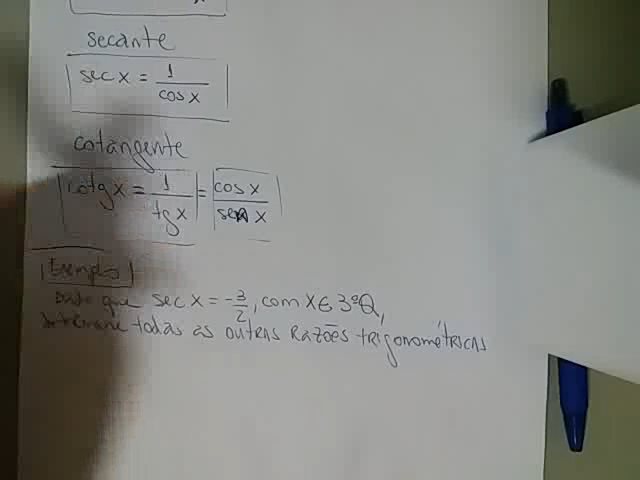 secante
sec x = 1/cos x
cotangente
cotg x = 1/tg x = cos x/sen x
Exemplo
Dado que sec x = -3/2, com x ∈ 3ºQ,
determine todas as outras razões trigonométricas